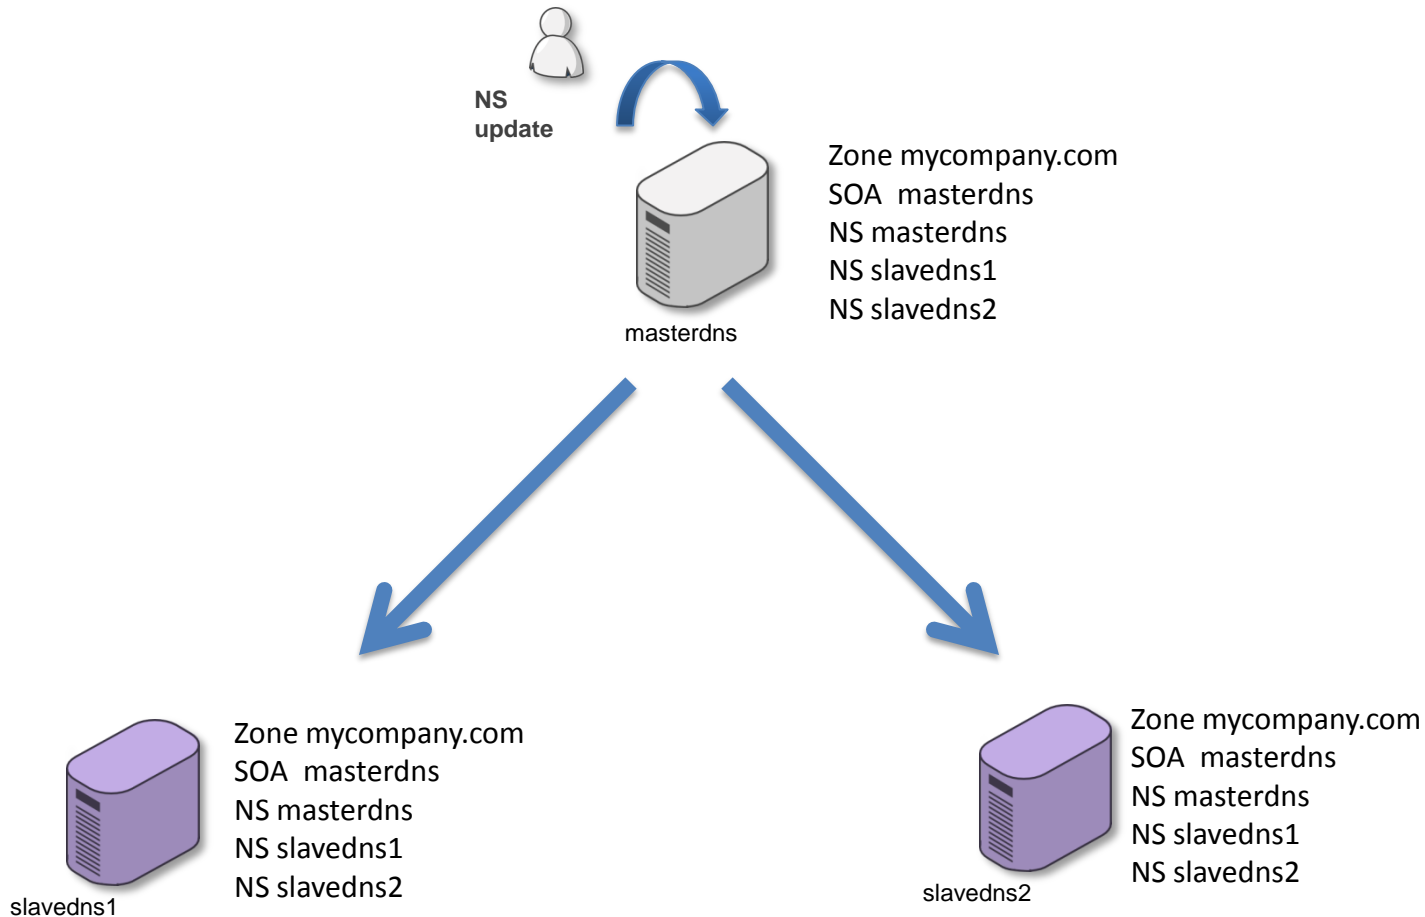 NS
update
Zone mycompany.com
SOA  masterdns
NS masterdns
NS slavedns1
NS slavedns2
masterdns
Zone mycompany.com
SOA  masterdns
NS masterdns
NS slavedns1
NS slavedns2
slavedns1
Zone mycompany.com
SOA  masterdns
NS masterdns
NS slavedns1
NS slavedns2
slavedns2